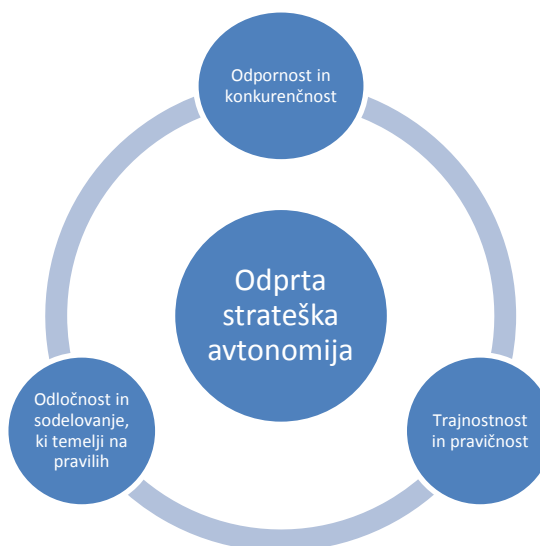 Odpornost in
konkurenčnost
Odprta
strateška
avtonomija
Odločnost in
sodelovanje,
ki temelji na
pravilih
Trajnostnost
in pravičnost